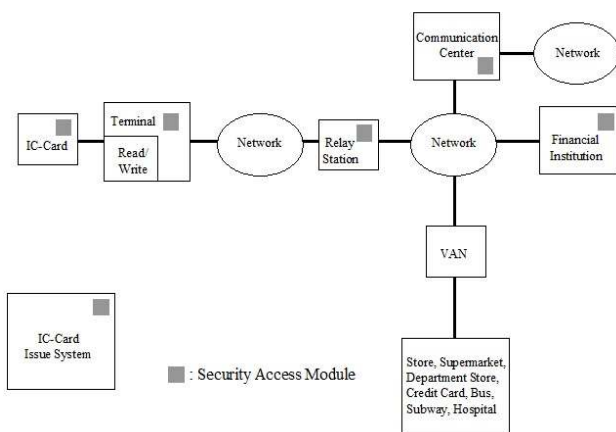 Communication
Center
Network
IC-Card
Terminal
Read/
Write
Network
Relay
Station
Network
Financial
Institution
VAN
IC-Card
Issue System
: Security Access Module
Store, Supermarket,
Department Store,
Credit Card, Bus,
Subway, Hospital